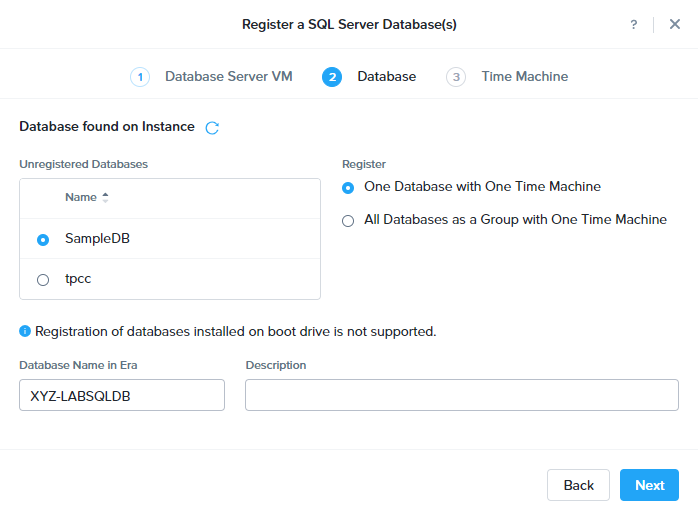 Register a SQL Server Database(s)
?
1 Database Server VM 2 Database 3 Time Machine
Database found on Instance
Unregistered Databases
Name
SampleDB
tpcc
Register
One Database with One Time Machine
All Databases as a Group with One Time Machine
Registration of databases installed on boot drive is not supported.
Database Name in Era
XYZ-LABSQLDB
Description
Back
Next